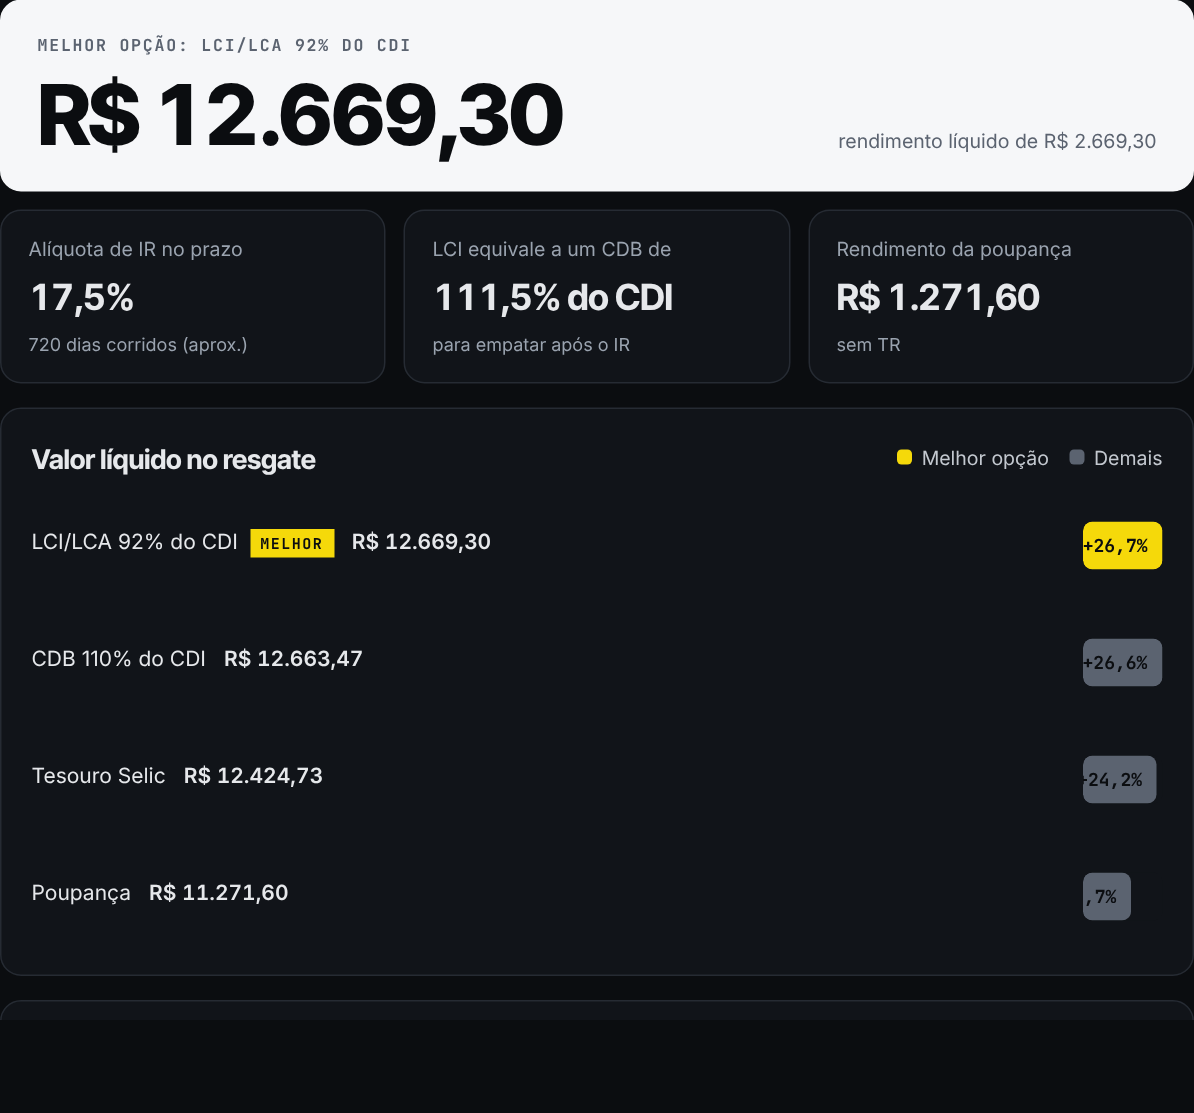 MELHOR OPÇÃO: LCI/LCA 92% DO CDI
R$ 12.669,30
rendimento líquido de R$ 2.669,30
Alíquota de IR no prazo
17,5%
720 dias corridos (aprox.)
LCI equivale a um CDB de
111,5% do CDI
para empatar após o IR
Rendimento da poupança
R$ 1.271,60
sem TR
Valor líquido no resgate
Melhor opção
Demais
LCI/LCA 92% do CDI MELHOR R$ 12.669,30 +26,7%
CDB 110% do CDI R$ 12.663,47 +26,6%
Tesouro Selic R$ 12.424,73 +24,2%
Poupança R$ 11.271,60 ,7%